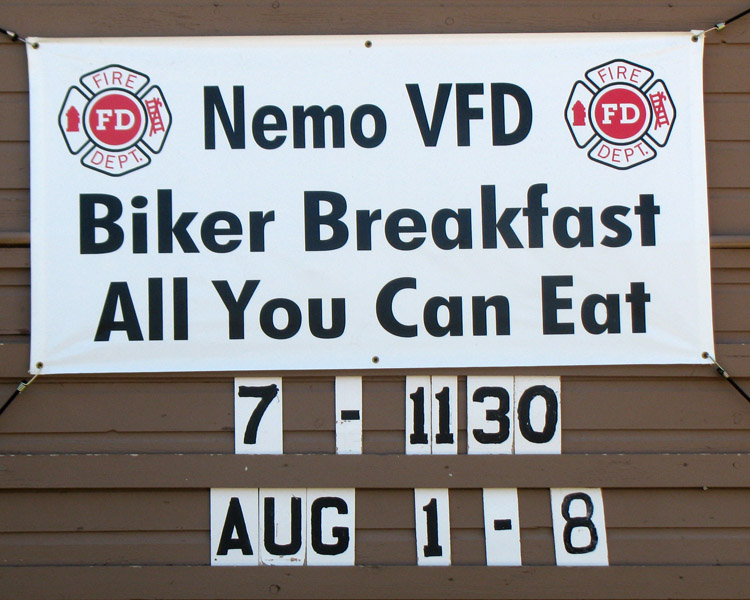 FIRE
FD
DEPT.
Nemo VFD
FIRE
FD
DEPT.
Biker Breakfast
All You Can Eat
7 - 1130
AUG 1 - 8